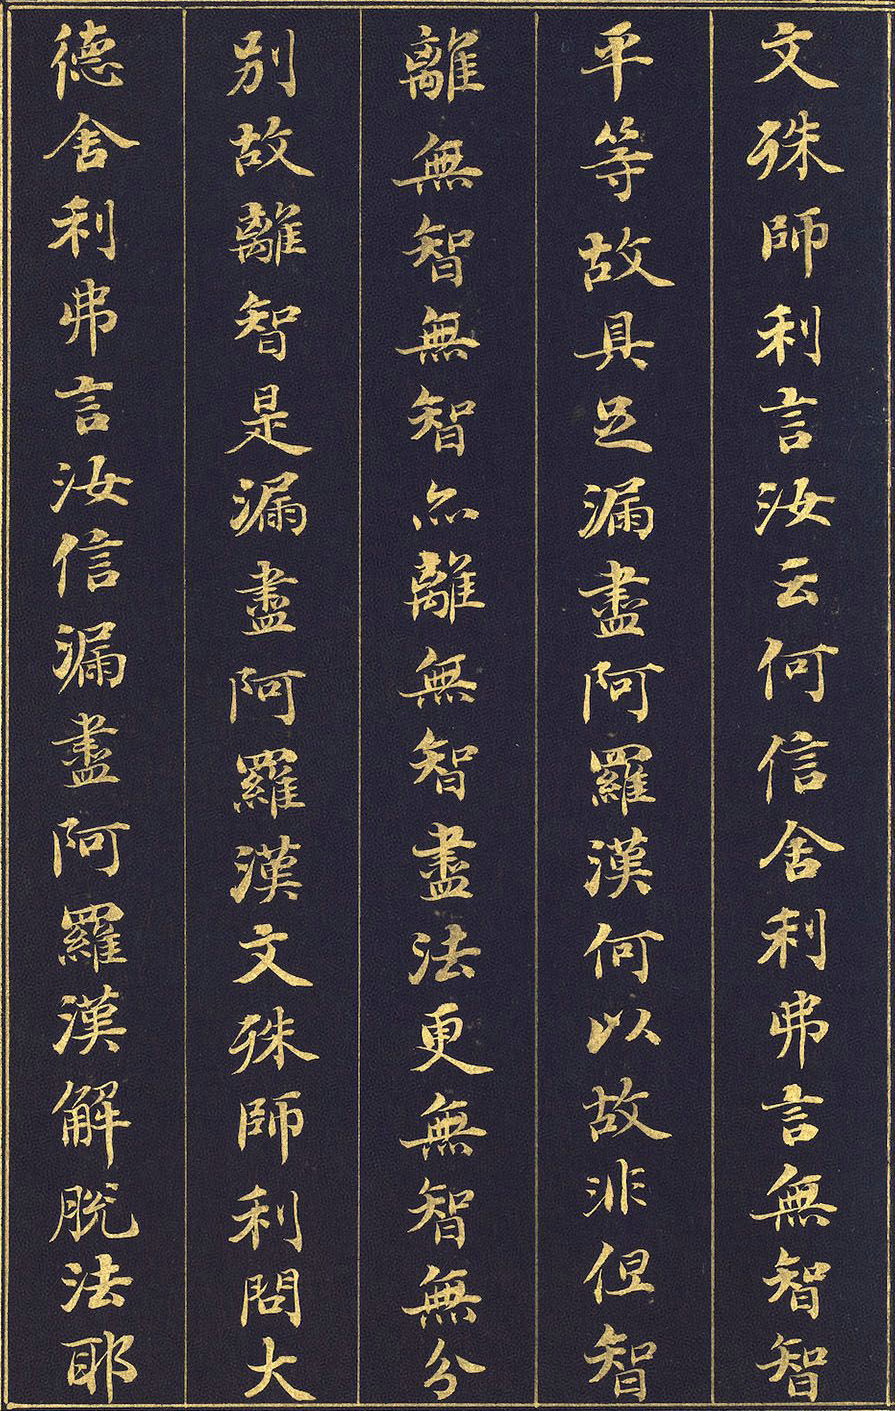 文殊師利言汝云何信舍利弗言無智智
平等故具足漏盡阿羅漢何以故非但智
離無智無智亦離無智盡法更無智無分
別故離智是漏盡阿羅漢文殊師利問大
德舍利弗言汝信漏盡阿羅漢解脫法耶